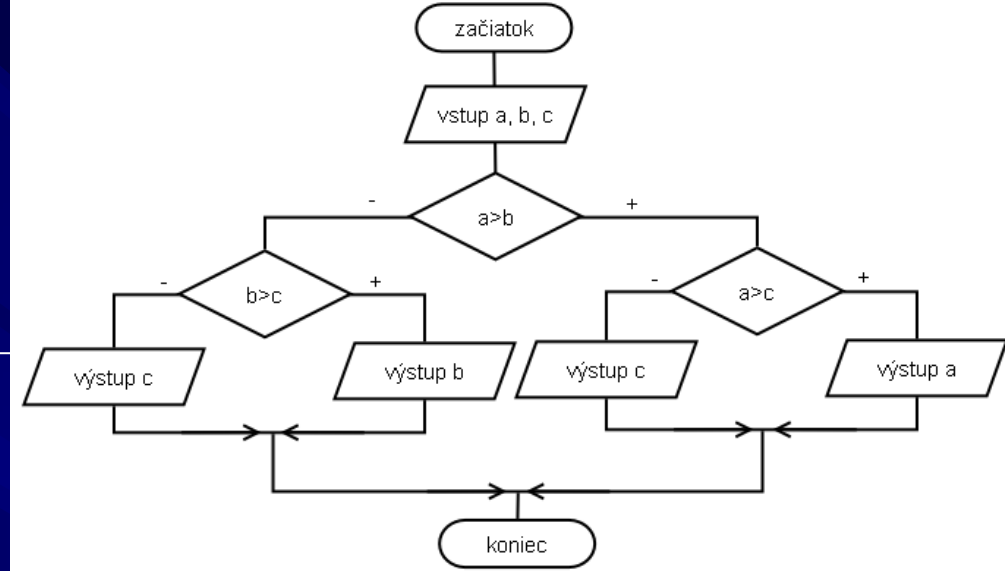 začiatok
vstup a, b, c
a>b
-
+
b>c
-
+
a>c
-
+
výstup c
výstup b
výstup c
výstup a
koniec